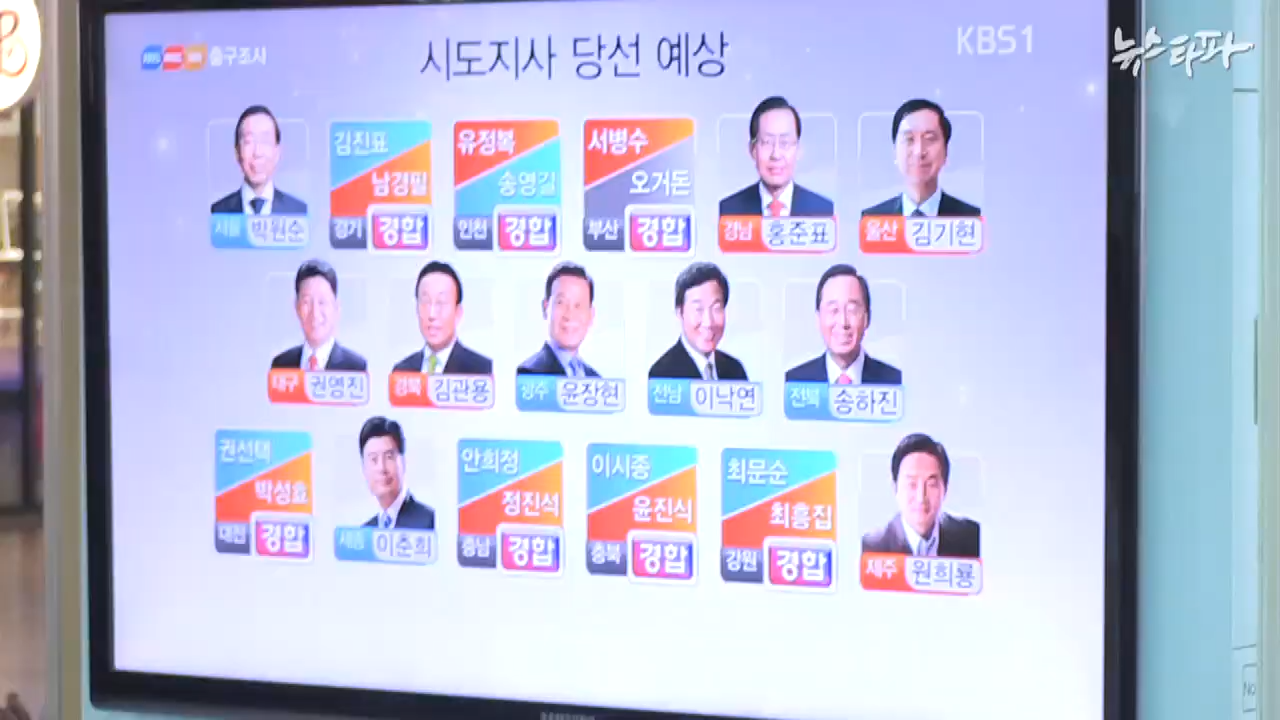 KBS MBC SBS 출구조사
시도지사 당선 예상
KBS1
뉴스타파
서울 박원순
김진표
남경필
경기 경합
유정복
송영길
인천 경합
서병수
오거돈
부산 경합
경남 홍준표
울산 김기현
대구 권영진
경북 김관용
광주 윤장현
전남 이낙연
전북 송하진
권선택
박성효
대전 경합
세종 이춘희
안희정
정진석
충남 경합
이시종
윤진식
충북 경합
최문순
최흥집
강원 경합
제주 원희룡
No